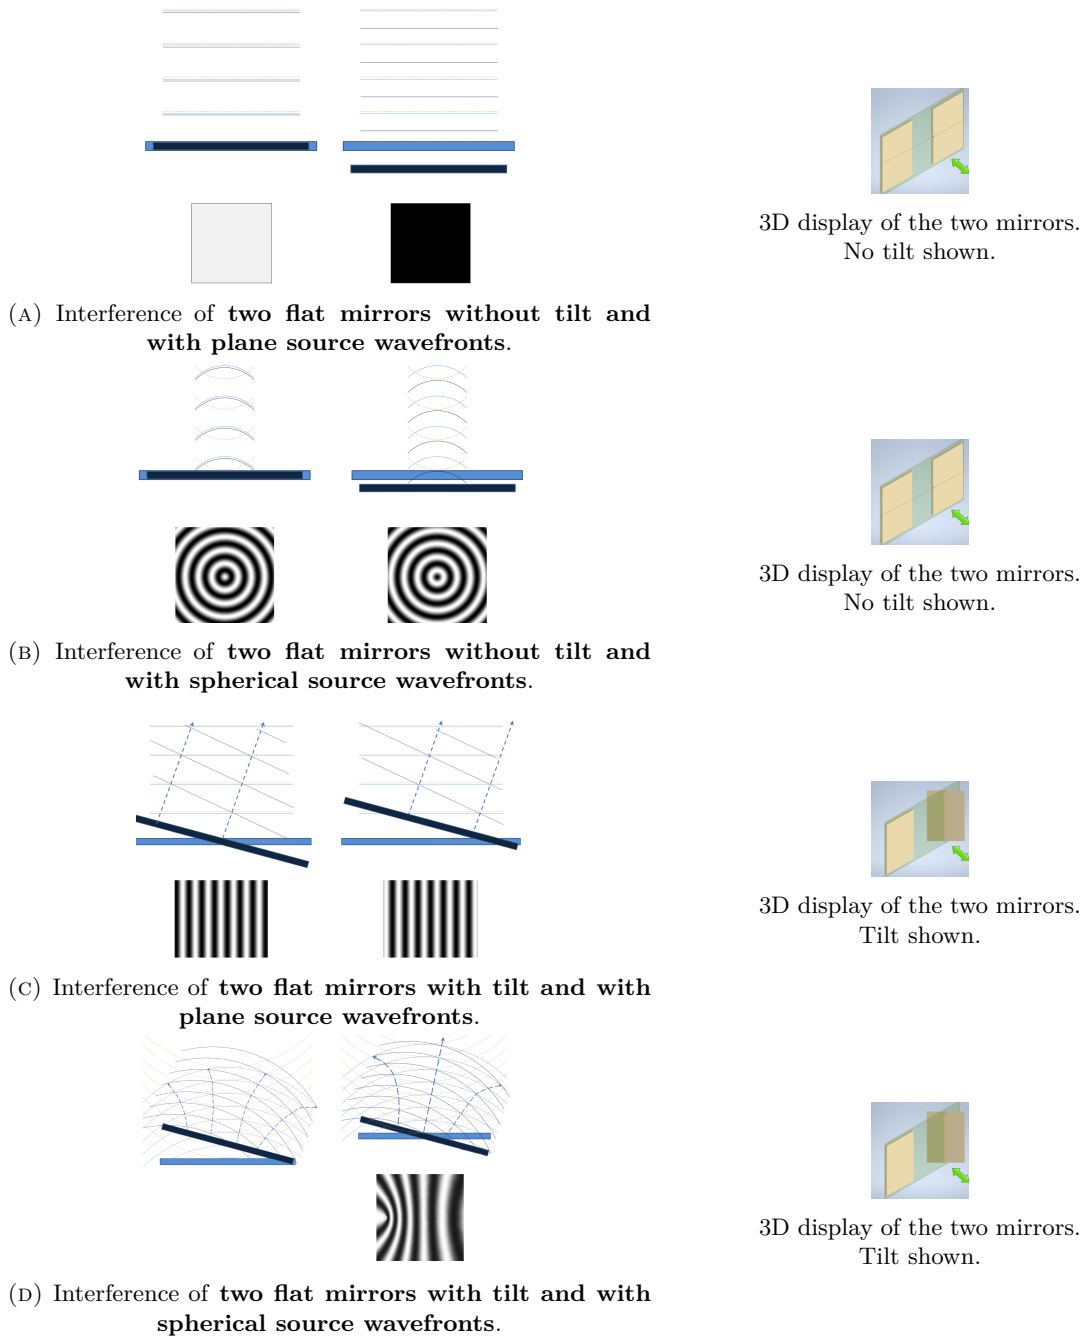 3D display of the two mirrors.
No tilt shown.
(A) Interference of two flat mirrors without tilt and
with plane source wavefronts.
3D display of the two mirrors.
No tilt shown.
(B) Interference of two flat mirrors without tilt and
with spherical source wavefronts.
3D display of the two mirrors.
Tilt shown.
(C) Interference of two flat mirrors with tilt and with
plane source wavefronts.
3D display of the two mirrors.
Tilt shown.
(D) Interference of two flat mirrors with tilt and with
spherical source wavefronts.